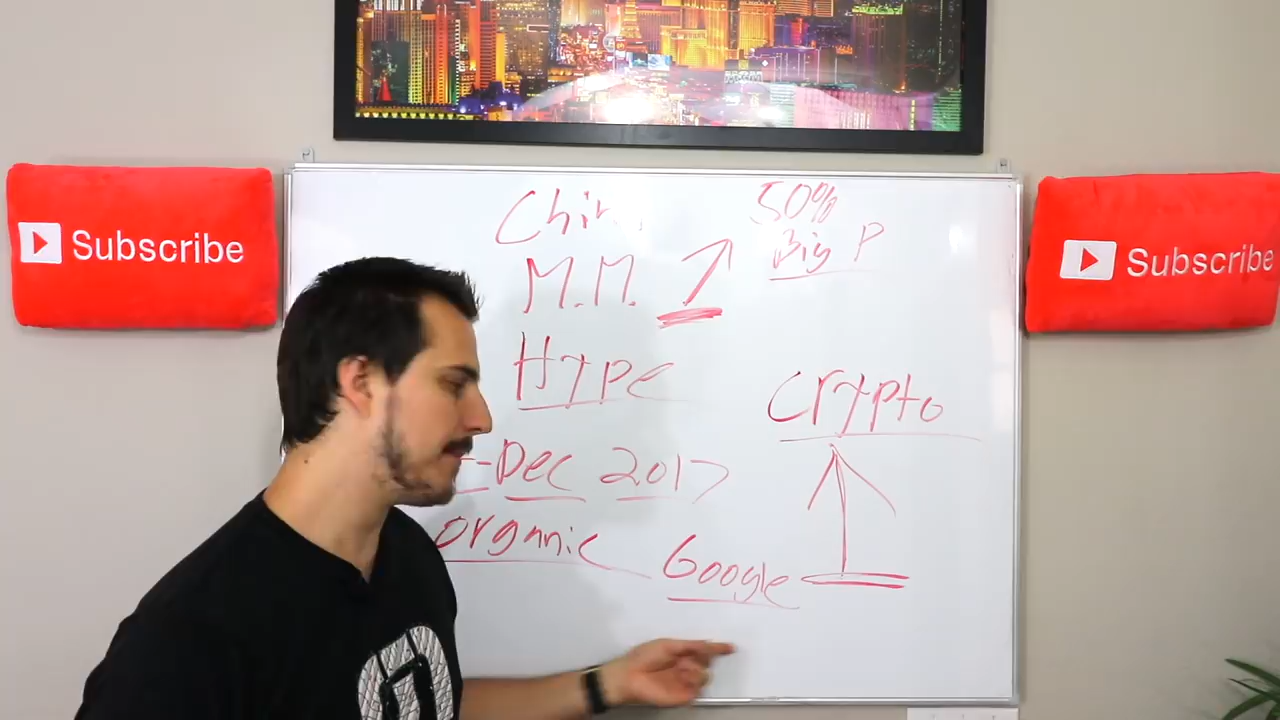 Subscribe
Subscribe
50%
Big P
M.M.
Hype
Crypto
-Dec 2017
organic
Google